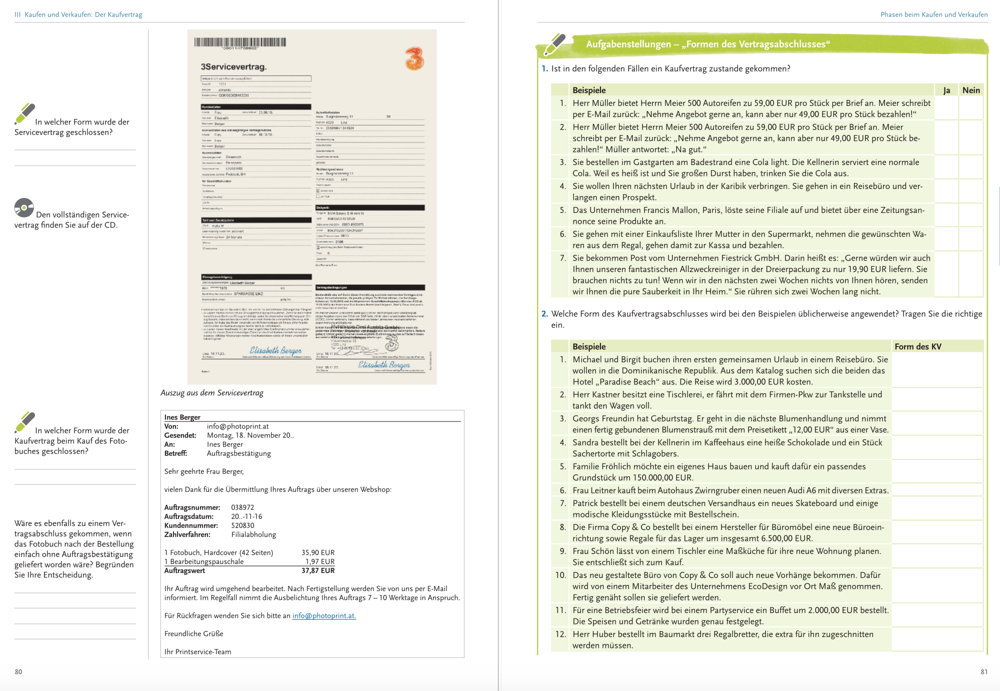 III Kaufen und Verkaufen: Der Kaufvertrag
In welcher Form wurde der
Servicevertrag geschlossen?
Den vollständigen Service-
vertrag finden Sie auf der CD.
In welcher Form wurde der
Kaufvertrag beim Kauf des Foto-
buches geschlossen?
Wäre es ebenfalls zu einem Ver-
tragsabschluss gekommen, wenn
das Fotobuch nach der Bestellung
einfach ohne Auftragsbestätigung
geliefert worden wäre? Begründen
Sie Ihre Entscheidung.
3Servicevertrag.
Kundendaten
Elisabeth
Berger
Österreich
Reisepass
Freistadt, BH
für Geschäftskunden
Tarif und Zusatzpakete
24 Monate
Einzugsberechtigung
Elisabeth Berger
SPARKASSE LINZ
Burgholzerweg 11
4020 Linz
Rechnungsadresse
Burgholzerweg 11
4020 Linz
Endgerät
Vertragsbedingungen
Elisabeth Berger
Elisabeth Berger
Seite 1
Auszug aus dem Servicevertrag
Ines Berger
Von: info@photoprint.at
Gesendet: Montag, 18. November 20..
An: Ines Berger
Betreff: Auftragsbestätigung
Sehr geehrte Frau Berger,
vielen Dank für die Übermittlung Ihres Auftrags über unseren Webshop:
Auftragsnummer: 038972
Auftragsdatum: 20..-11-16
Kundennummer: 520830
Zahlverfahren: Filialabholung
1 Fotobuch, Hardcover (42 Seiten) 35,90 EUR
1 Bearbeitungspauschale 1,97 EUR
Auftragswert 37,87 EUR
Ihr Auftrag wird umgehend bearbeitet. Nach Fertigstellung werden Sie von uns per E-Mail
informiert. Im Regelfall nimmt die Ausbelichtung Ihres Auftrags 7 – 10 Werktage in Anspruch.
Für Rückfragen wenden Sie sich bitte an info@photoprint.at.
Freundliche Grüße
Ihr Printservice-Team
80
Phasen beim Kaufen und Verkaufen
Aufgabenstellungen – „Formen des Vertragsabschlusses“
1. Ist in den folgenden Fällen ein Kaufvertrag zustande gekommen?
Beispiele Ja Nein
1. Herr Müller bietet Herrn Meier 500 Autoreifen zu 59,00 EUR pro Stück per Brief an. Meier schreibt
per E-Mail zurück: „Nehme Angebot gerne an, kann aber nur 49,00 EUR pro Stück bezahlen!“
2. Herr Müller bietet Herrn Meier 500 Autoreifen zu 59,00 EUR pro Stück per Brief an. Meier
schreibt per E-Mail zurück: „Nehme Angebot gerne an, kann aber nur 49,00 EUR pro Stück be-
zahlen!“ Müller antwortet: „Na gut.“
3. Sie bestellen im Gastgarten am Badestrand eine Cola light. Die Kellnerin serviert eine normale
Cola. Weil es heiß ist und Sie großen Durst haben, trinken Sie die Cola aus.
4. Sie wollen Ihren nächsten Urlaub in der Karibik verbringen. Sie gehen in ein Reisebüro und ver-
langen einen Prospekt.
5. Das Unternehmen Francis Mallon, Paris, löste seine Filiale auf und bietet über eine Zeitungsan-
nonce seine Produkte an.
6. Sie gehen mit einer Einkaufsliste Ihrer Mutter in den Supermarkt, nehmen die gewünschten Wa-
ren aus dem Regal, gehen damit zur Kassa und bezahlen.
7. Sie bekommen Post vom Unternehmen Fiestrick GmbH. Darin heißt es: „Gerne würden wir auch
Ihnen unseren fantastischen Allzweckreiniger in der Dreierpackung zu nur 19,90 EUR liefern. Sie
brauchen nichts zu tun! Wenn wir in den nächsten zwei Wochen nichts von Ihnen hören, senden
wir Ihnen die pure Sauberkeit in Ihr Heim.“ Sie rühren sich zwei Wochen lang nicht.
2. Welche Form des Kaufvertragsabschlusses wird bei den Beispielen üblicherweise angewendet? Tragen Sie die richtige
ein.
Beispiele Form des KV
1. Michael und Birgit buchen ihren ersten gemeinsamen Urlaub in einem Reisebüro. Sie
wollen in die Dominikanische Republik. Aus dem Katalog suchen sich die beiden das
Hotel „Paradise Beach“ aus. Die Reise wird 3.000,00 EUR kosten.
2. Herr Kastner besitzt eine Tischlerei, er fährt mit dem Firmen-Pkw zur Tankstelle und
tankt den Wagen voll.
3. Georgs Freundin hat Geburtstag. Er geht in die nächste Blumenhandlung und nimmt
einen fertig gebundenen Blumenstrauß mit dem Preisetikett „12,00 EUR“ aus einer Vase.
4. Sandra bestellt bei der Kellnerin im Kaffeehaus eine heiße Schokolade und ein Stück
Sachertorte mit Schlagobers.
5. Familie Fröhlich möchte ein eigenes Haus bauen und kauft dafür ein passendes
Grundstück um 150.000,00 EUR.
6. Frau Leitner kauft beim Autohaus Zwirngruber einen neuen Audi A6 mit diversen Extras.
7. Patrick bestellt bei einem deutschen Versandhaus ein neues Skateboard und einige
modische Kleidungsstücke mit Bestellschein.
8. Die Firma Copy & Co bestellt bei einem Hersteller für Büromöbel eine neue Büroein-
richtung sowie Regale für das Lager um insgesamt 6.500,00 EUR.
9. Frau Schön lässt von einem Tischler eine Maßküche für ihre neue Wohnung planen.
Sie entschließt sich zum Kauf.
10. Das neu gestaltete Büro von Copy & Co soll auch neue Vorhänge bekommen. Dafür
wird von einem Mitarbeiter des Unternehmens EcoDesign vor Ort Maß genommen.
Fertig genäht sollen sie geliefert werden.
11. Für eine Betriebsfeier wird bei einem Partyservice ein Buffet um 2.000,00 EUR bestellt.
Die Speisen und Getränke wurden genau festgelegt.
12. Herr Huber bestellt im Baumarkt drei Regalbretter, die extra für ihn zugeschnitten
werden müssen.
81